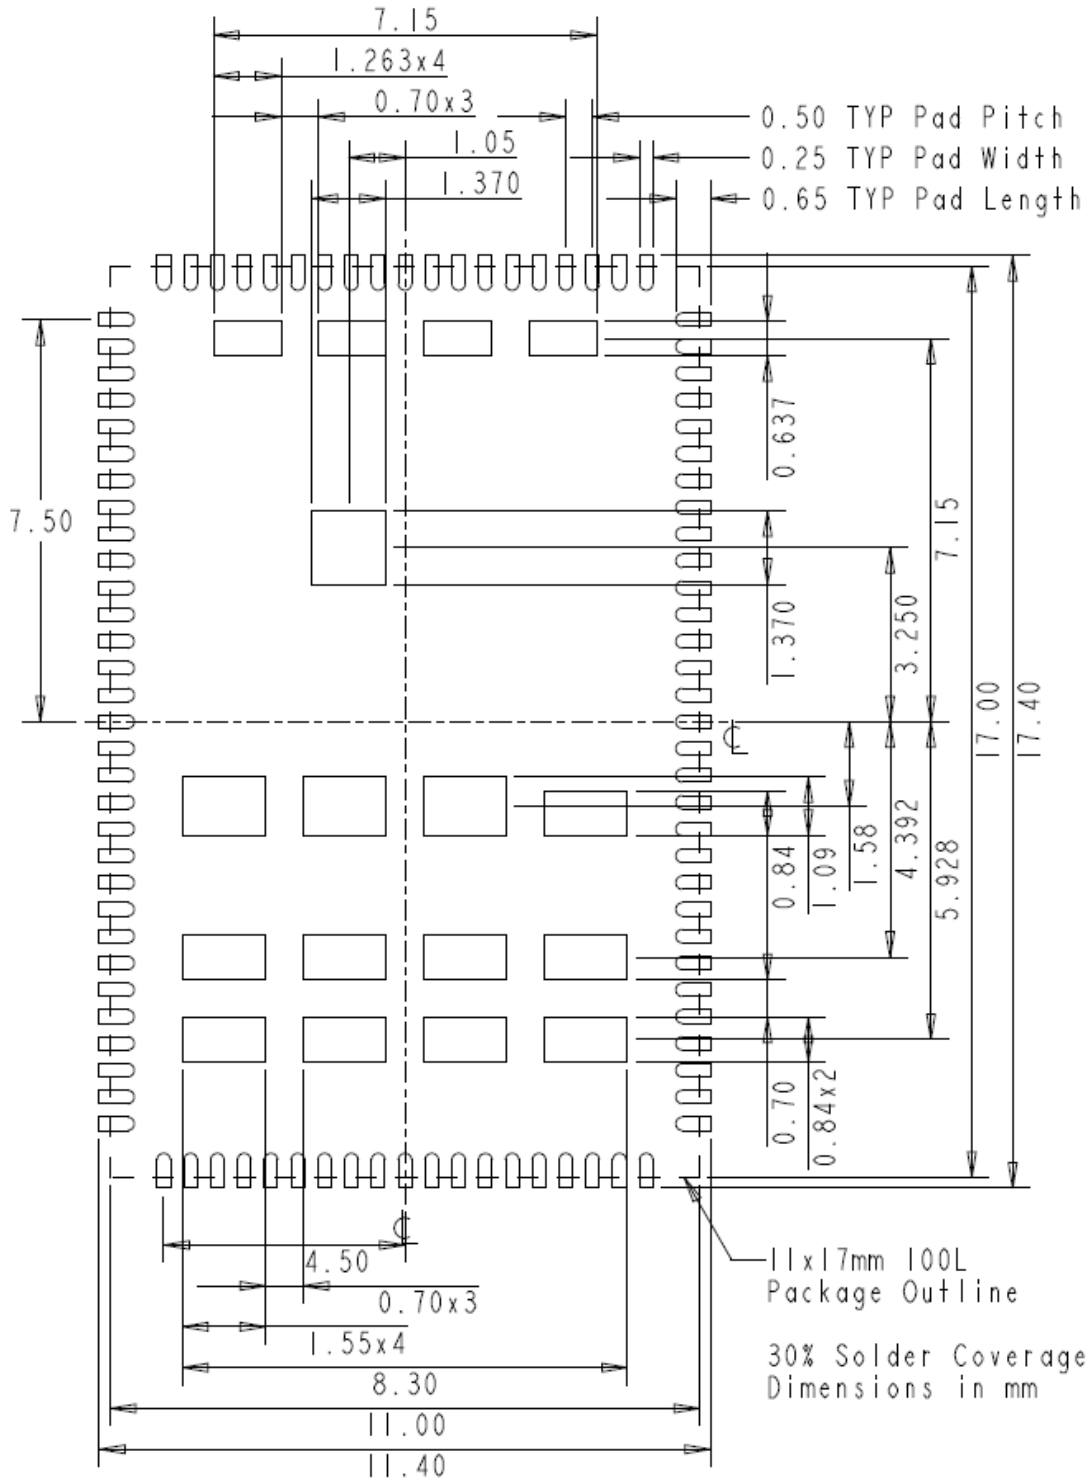 7.15
1.263x4
0.70x3
0.50 TYP Pad Pitch
1.05
0.25 TYP Pad Width
1.370
0.65 TYP Pad Length
0.637
7.50
7.15
1.370
3.250
17.00
17.40
℄
0.84
1.09
1.58
4.392
5.928
0.70
0.84x2
℄
4.50
11x17mm 100L
Package Outline
0.70x3
1.55x4
30% Solder Coverage
Dimensions in mm
8.30
11.00
11.40